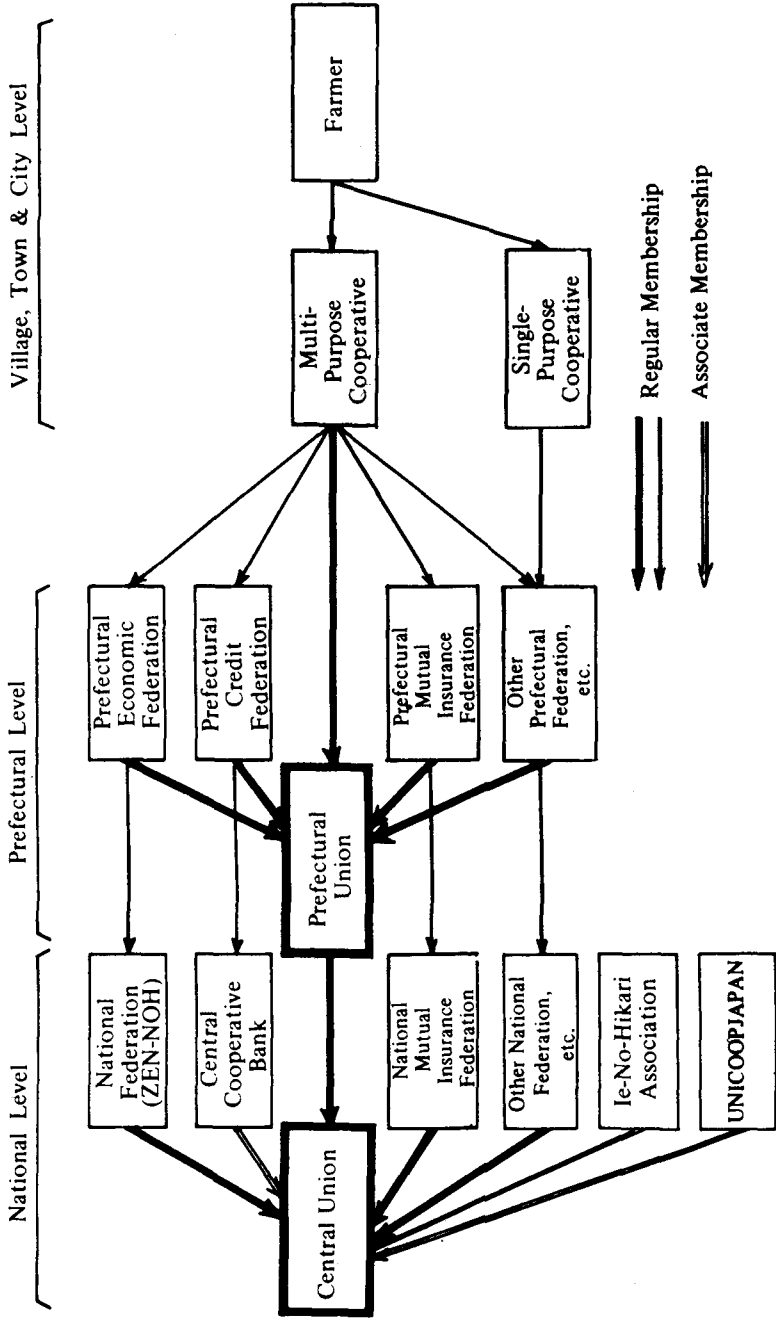 National Level
Prefectural Level
Village, Town & City Level
National
Federation
(ZEN-NOH)
Central
Cooperative
Bank
Central Union
National
Mutual
Insurance
Federation
Other National
Federation,
etc.
Ie-No-Hikari
Association
UNICOOPJAPAN
Prefectural
Economic
Federation
Prefectural
Credit
Federation
Prefectural
Union
Prefectural
Mutual
Insurance
Federation
Other
Prefectural
Federation,
etc.
Multi-
Purpose
Cooperative
Single-
Purpose
Cooperative
Farmer
Regular Membership
Associate Membership